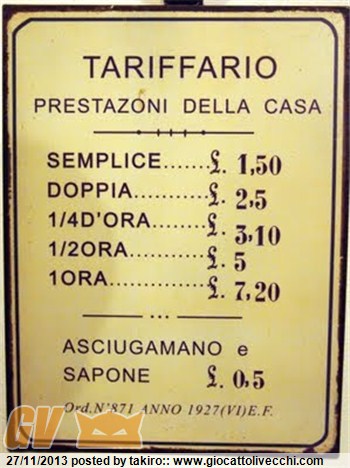 TARIFFARIO
PRESTAZONI DELLA CASA
SEMPLICE.......£. 1,50
DOPPIA..........£. 2,5
1/4D'ORA.......£. 3,10
1/2ORA..........£. 5
1ORA.............£. 7,20
...
ASCIUGAMANO e
SAPONE £. 0,5
Ord.N°871 ANNO 1927(VI)E.F.
GV
27/11/2013 posted by takiro:: www.giocattolivecchi.com